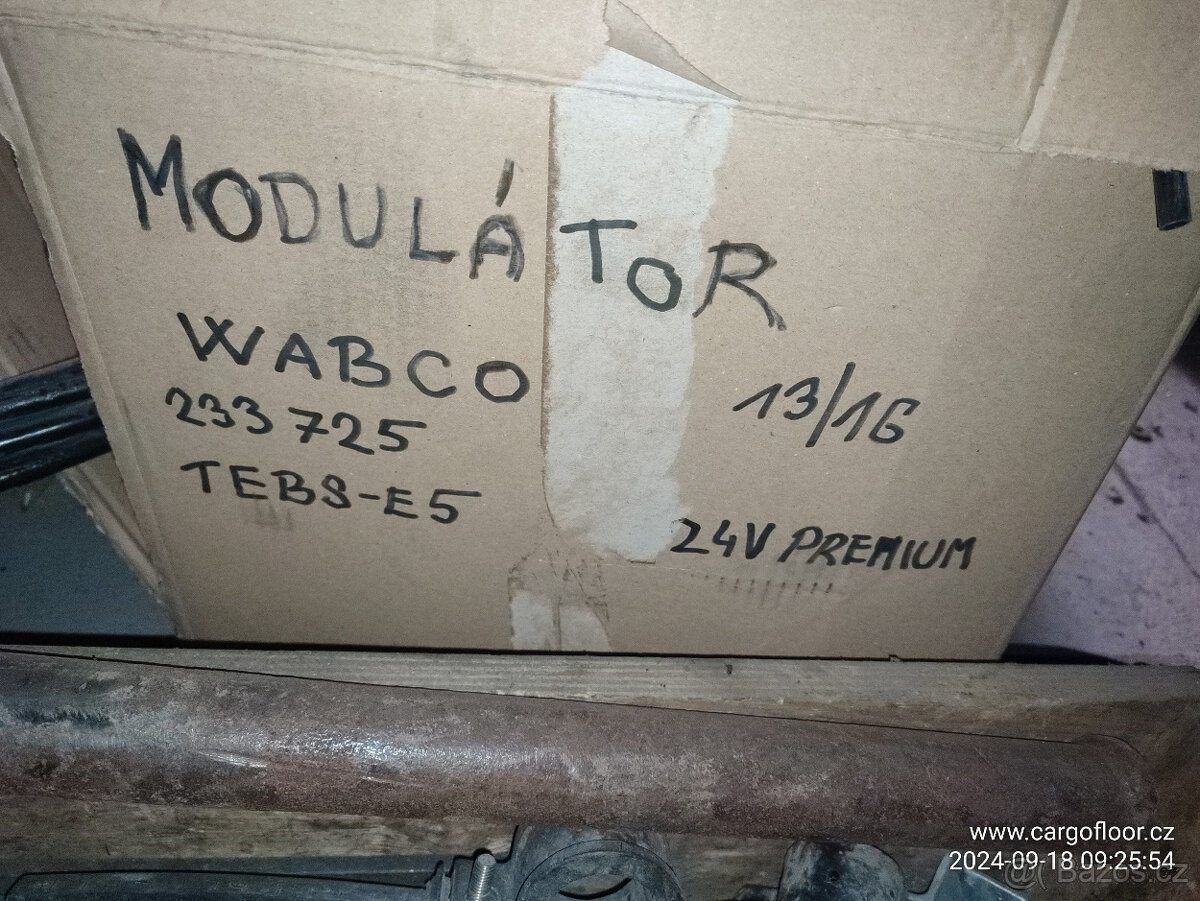 MODULÁTOR
WABCO
233 725
13/16
TEBS-E5
24V PREMIUM
www.cargofloor.cz
2024-09-18 09:25:54
Bazos.cz